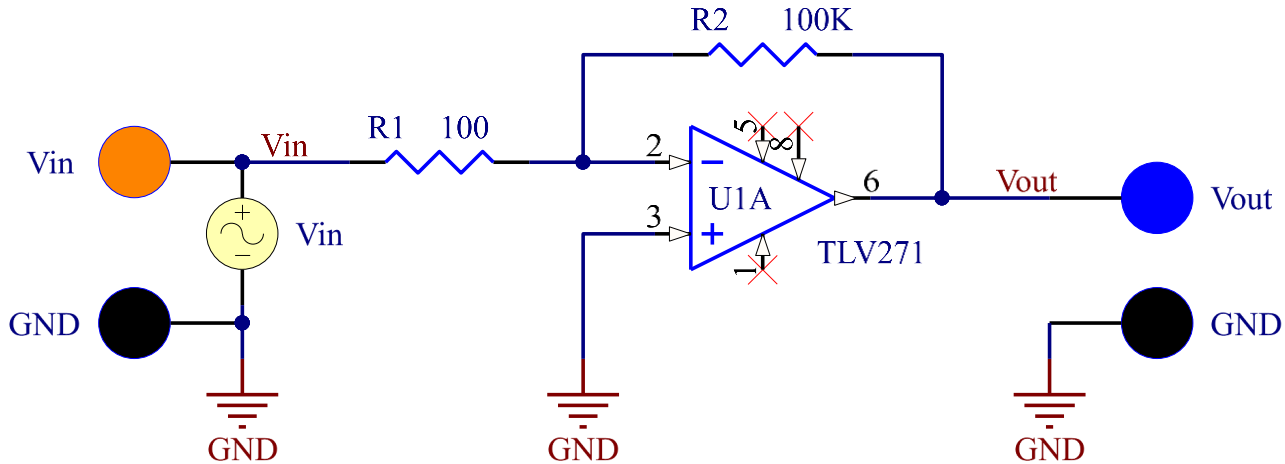 R2 100K
R1 100
Vin
Vin
2
5
8
U1A
6
Vout
Vout
3
+
−
Vin
1
TLV271
GND
GND
GND
GND
GND